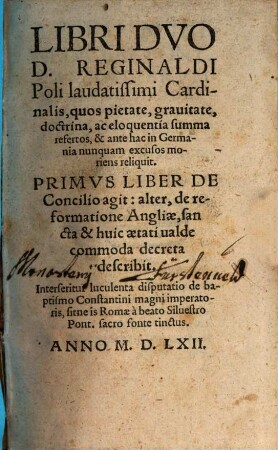 LIBRI DVO
D. REGINALDI
Poli laudatissimi Cardi-
nalis, quos pietate, grauitate,
doctrina, ac eloquentia summa
refertos, & ante hac in Germa-
nia nunquam excusos mo-
riens reliquit.
PRIMVS LIBER DE
Concilio agit: alter, de re-
formatione Angliæ, san
cta & huic ætati ualde
commoda decreta
describit.
Monasterij Fürstenueld
Interseritur luculenta disputatio de ba-
ptismo Constantini magni imperato-
ris, sitne is Romæ à beato Siluestro
Pont. sacro fonte tinctus.
ANNO M. D. LXII.